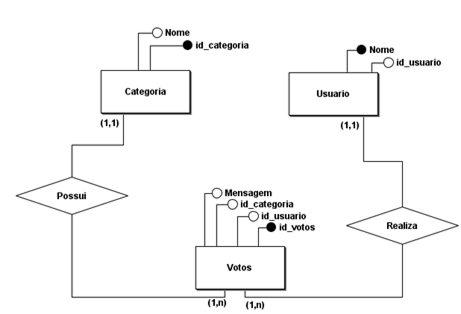 Nome
id_categoria
Categoria
(1,1)
Nome
id_usuario
Usuario
(1,1)
Possui
Realiza
Mensagem
id_categoria
id_usuario
id_votos
Votos
(1,n)
(1,n)